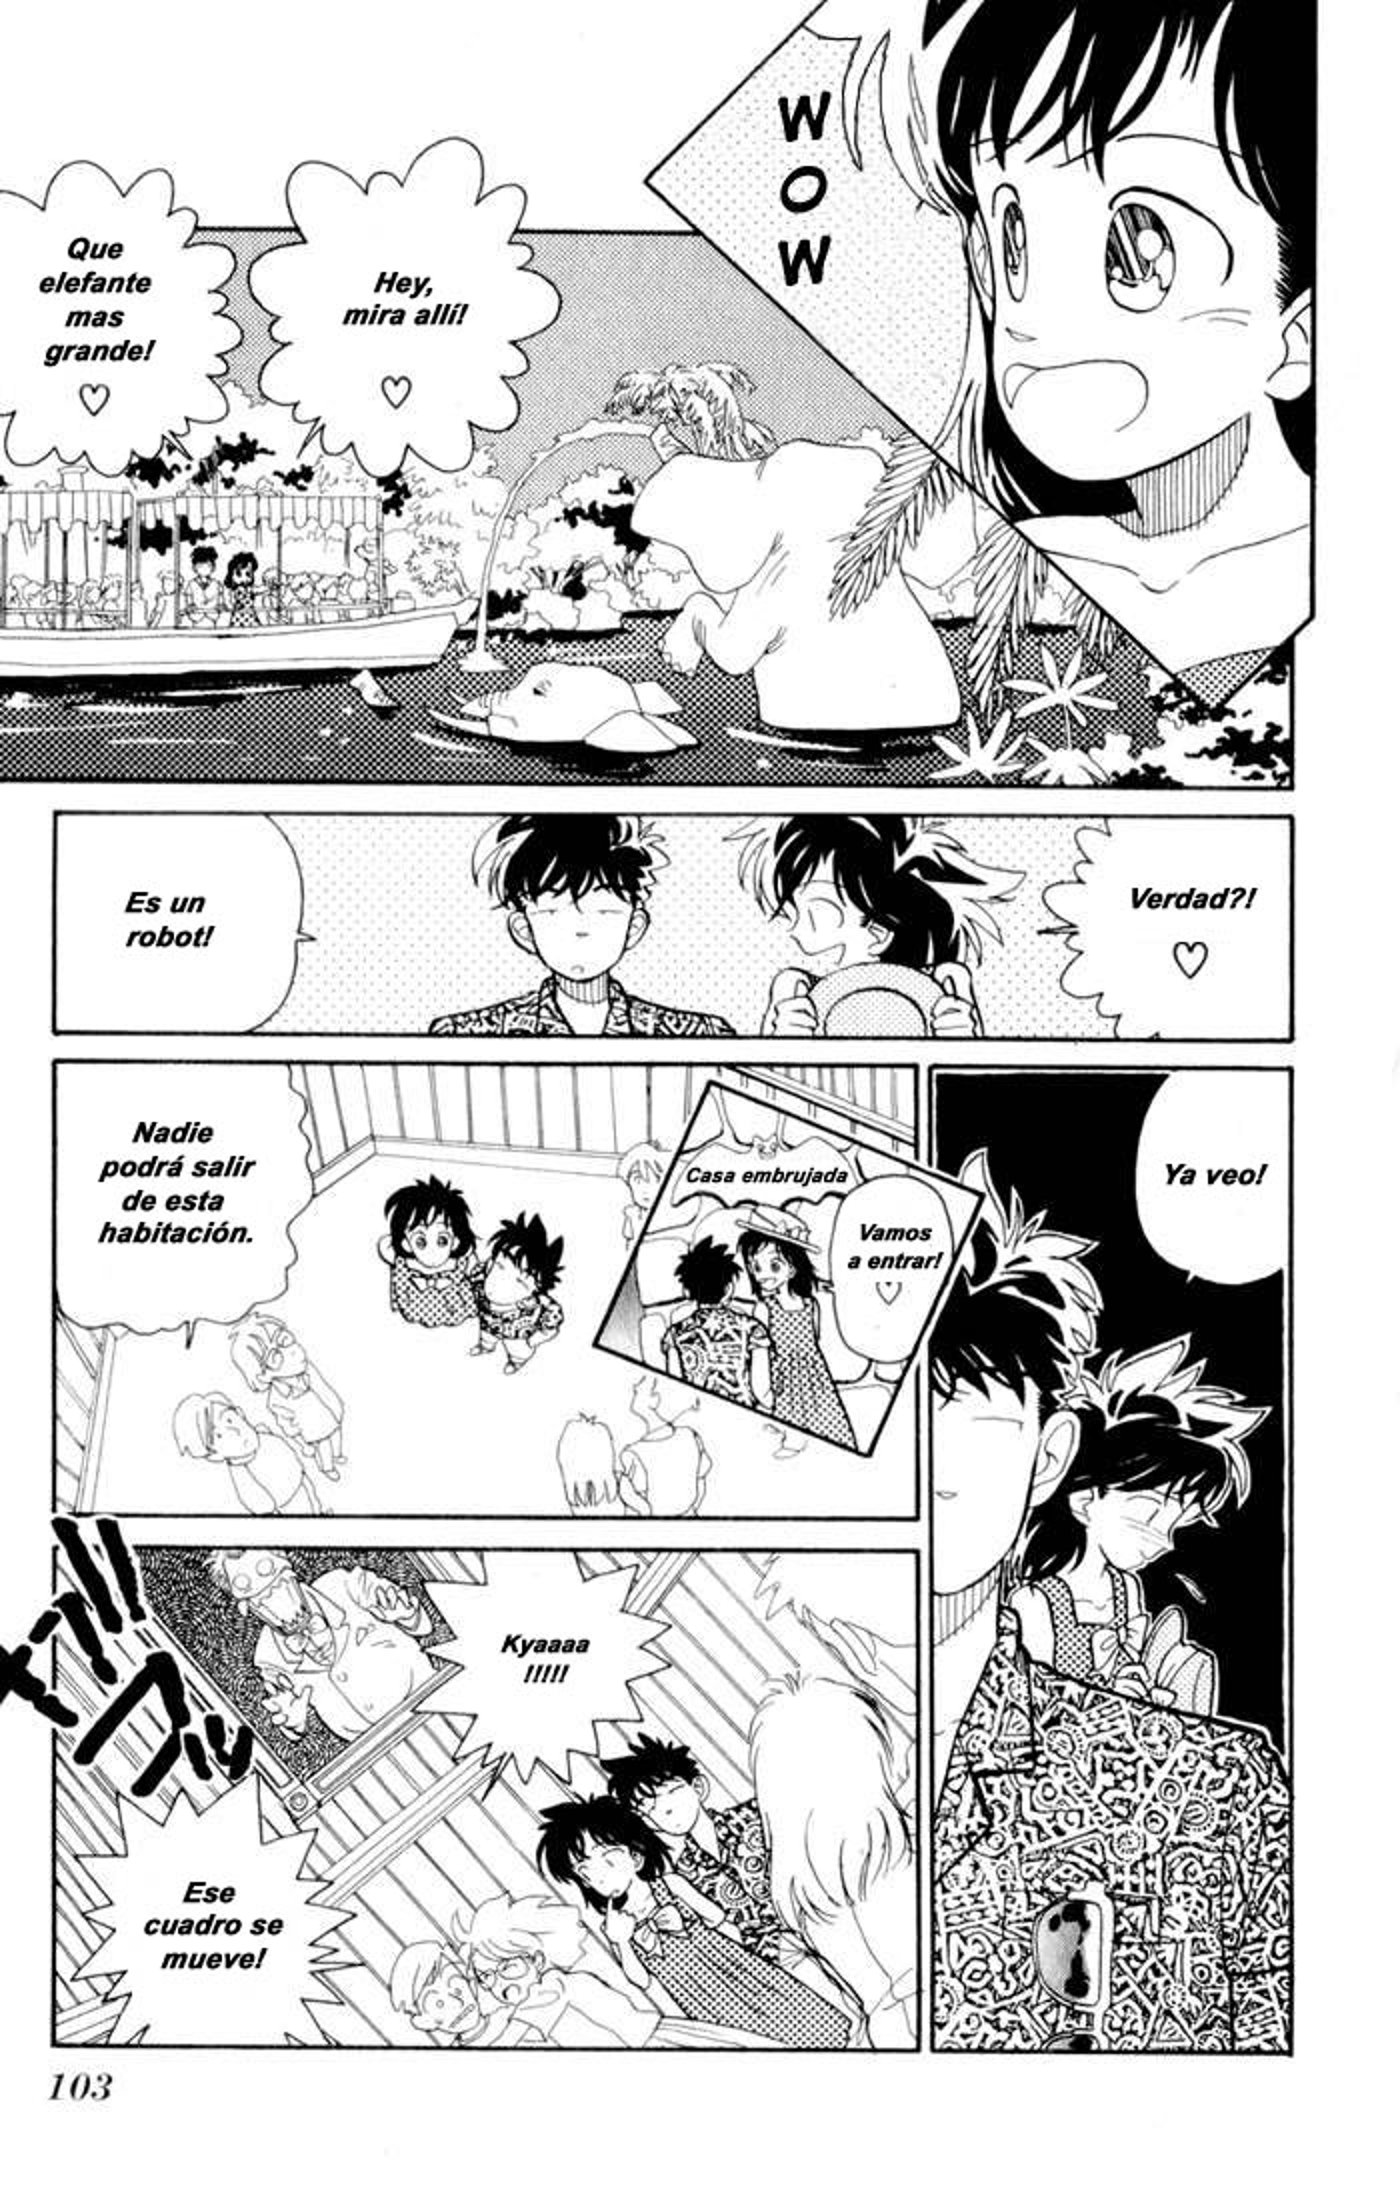 W
O
W
Hey,
mira allí!
♡
Que
elefante
mas
grande!
♡
Verdad?!
♡
Es un
robot!
Ya veo!
Casa embrujada
Vamos
a entrar!
♡
Nadie
podrá salir
de esta
habitación.
Kyaaaa
!!!!!
Ese
cuadro se
mueve!
103